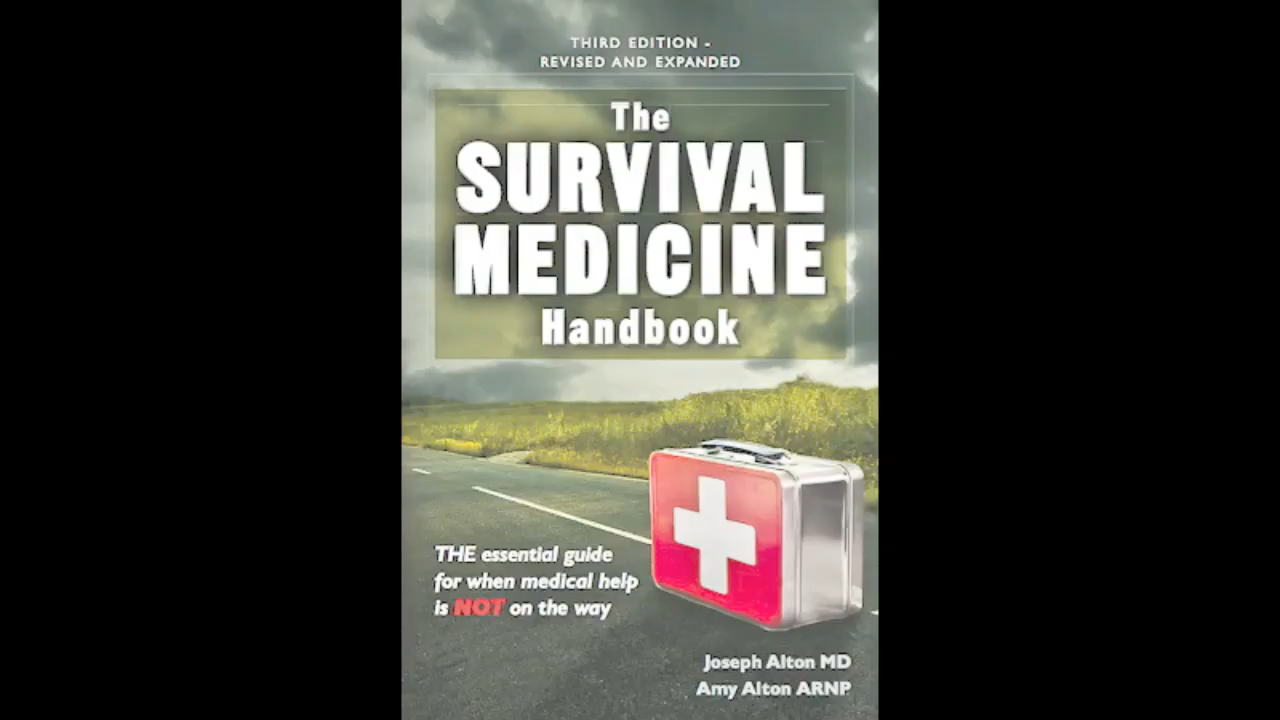 THIRD EDITION -
REVISED AND EXPANDED
The
SURVIVAL
MEDICINE
Handbook
THE essential guide
for when medical help
is NOT on the way
Joseph Alton MD
Amy Alton ARNP